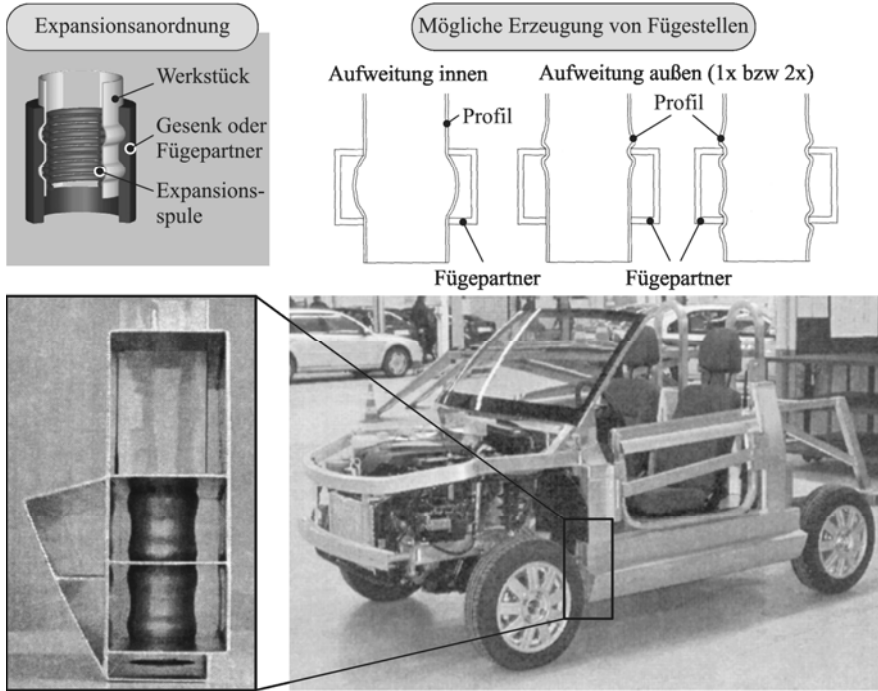 Expansionsanordnung
Werkstück
Gesenk oder
Fügepartner
Expansions-
spule
Mögliche Erzeugung von Fügestellen
Aufweitung innen
Aufweitung außen (1x bzw 2x)
Profil
Profil
Fügepartner
Fügepartner